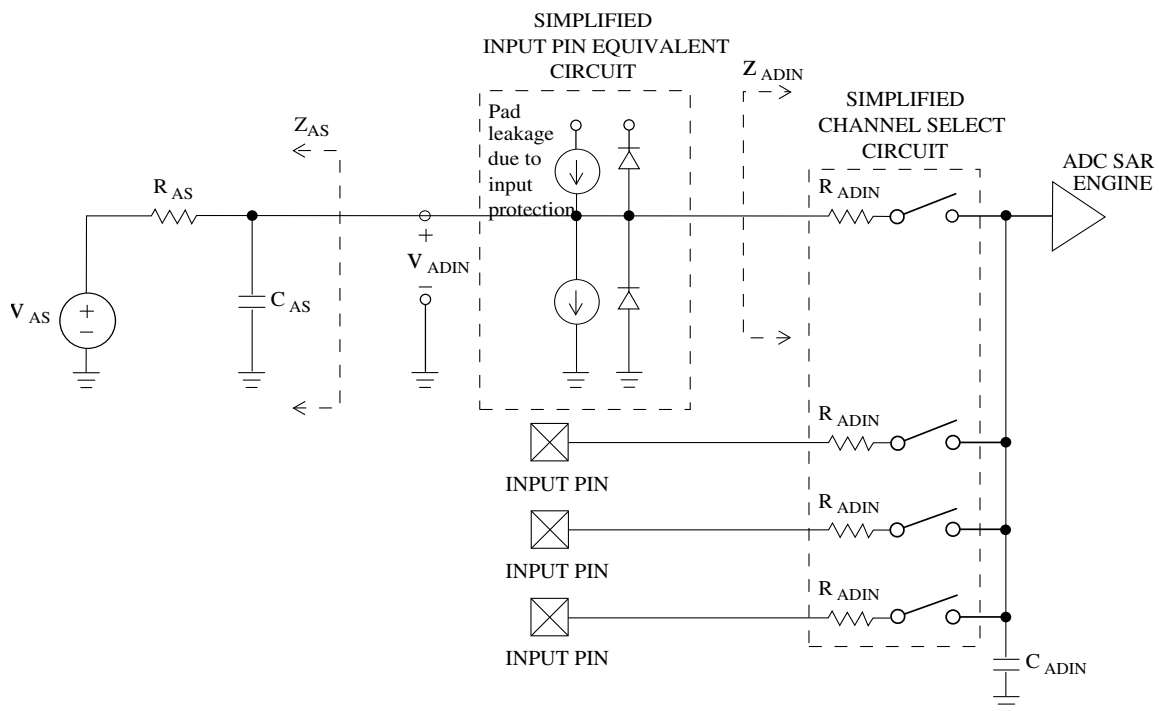 SIMPLIFIED
INPUT PIN EQUIVALENT
CIRCUIT
Z ADIN
SIMPLIFIED
CHANNEL SELECT
CIRCUIT
ADC SAR
ENGINE
Pad
leakage
due to
input
protection
Z AS
R AS
R ADIN
+
V ADIN
−
C AS
V AS
+
−
R ADIN
INPUT PIN
R ADIN
INPUT PIN
R ADIN
INPUT PIN
C ADIN